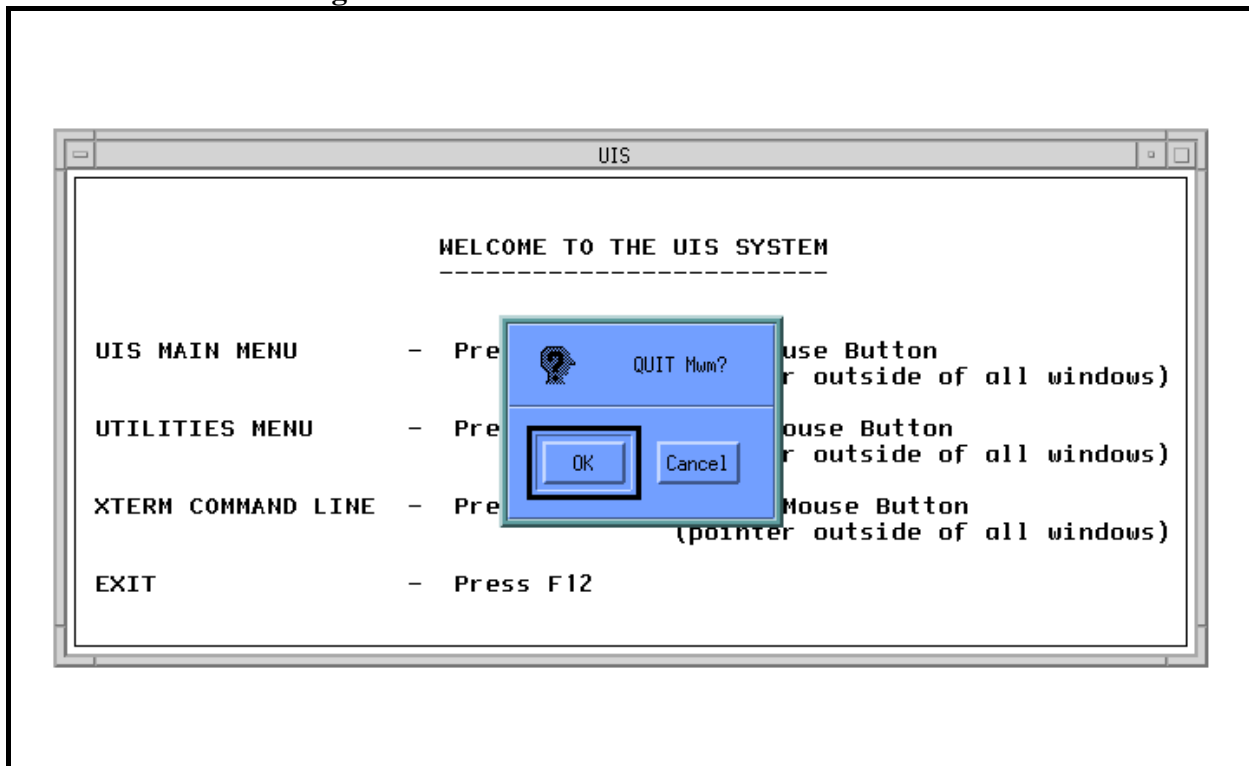 UIS
WELCOME TO THE UIS SYSTEM
--------------------------
UIS MAIN MENU - Pre use Button
r outside of all windows)
QUIT Mwm?
UTILITIES MENU - Pre ouse Button
r outside of all windows)
OK Cancel
XTERM COMMAND LINE - Pre Mouse Button
(pointer outside of all windows)
EXIT - Press F12